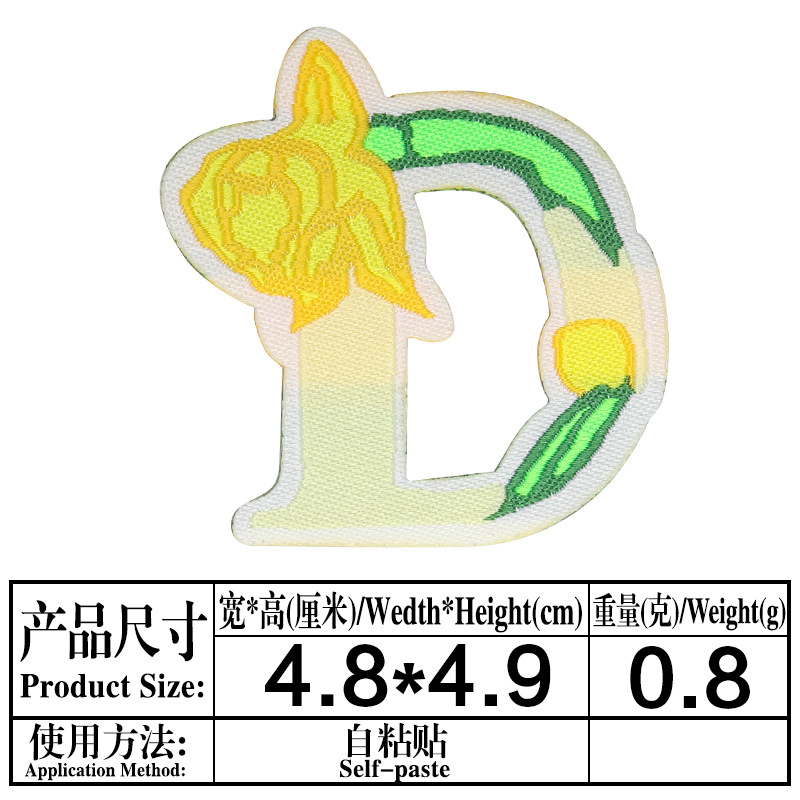 D
产品尺寸
Product Size:
宽*高(厘米)/Wedth*Height(cm)
重量(克)/Weight(g)
4.8*4.9
0.8
使用方法:
Application Method:
自粘贴
Self-paste